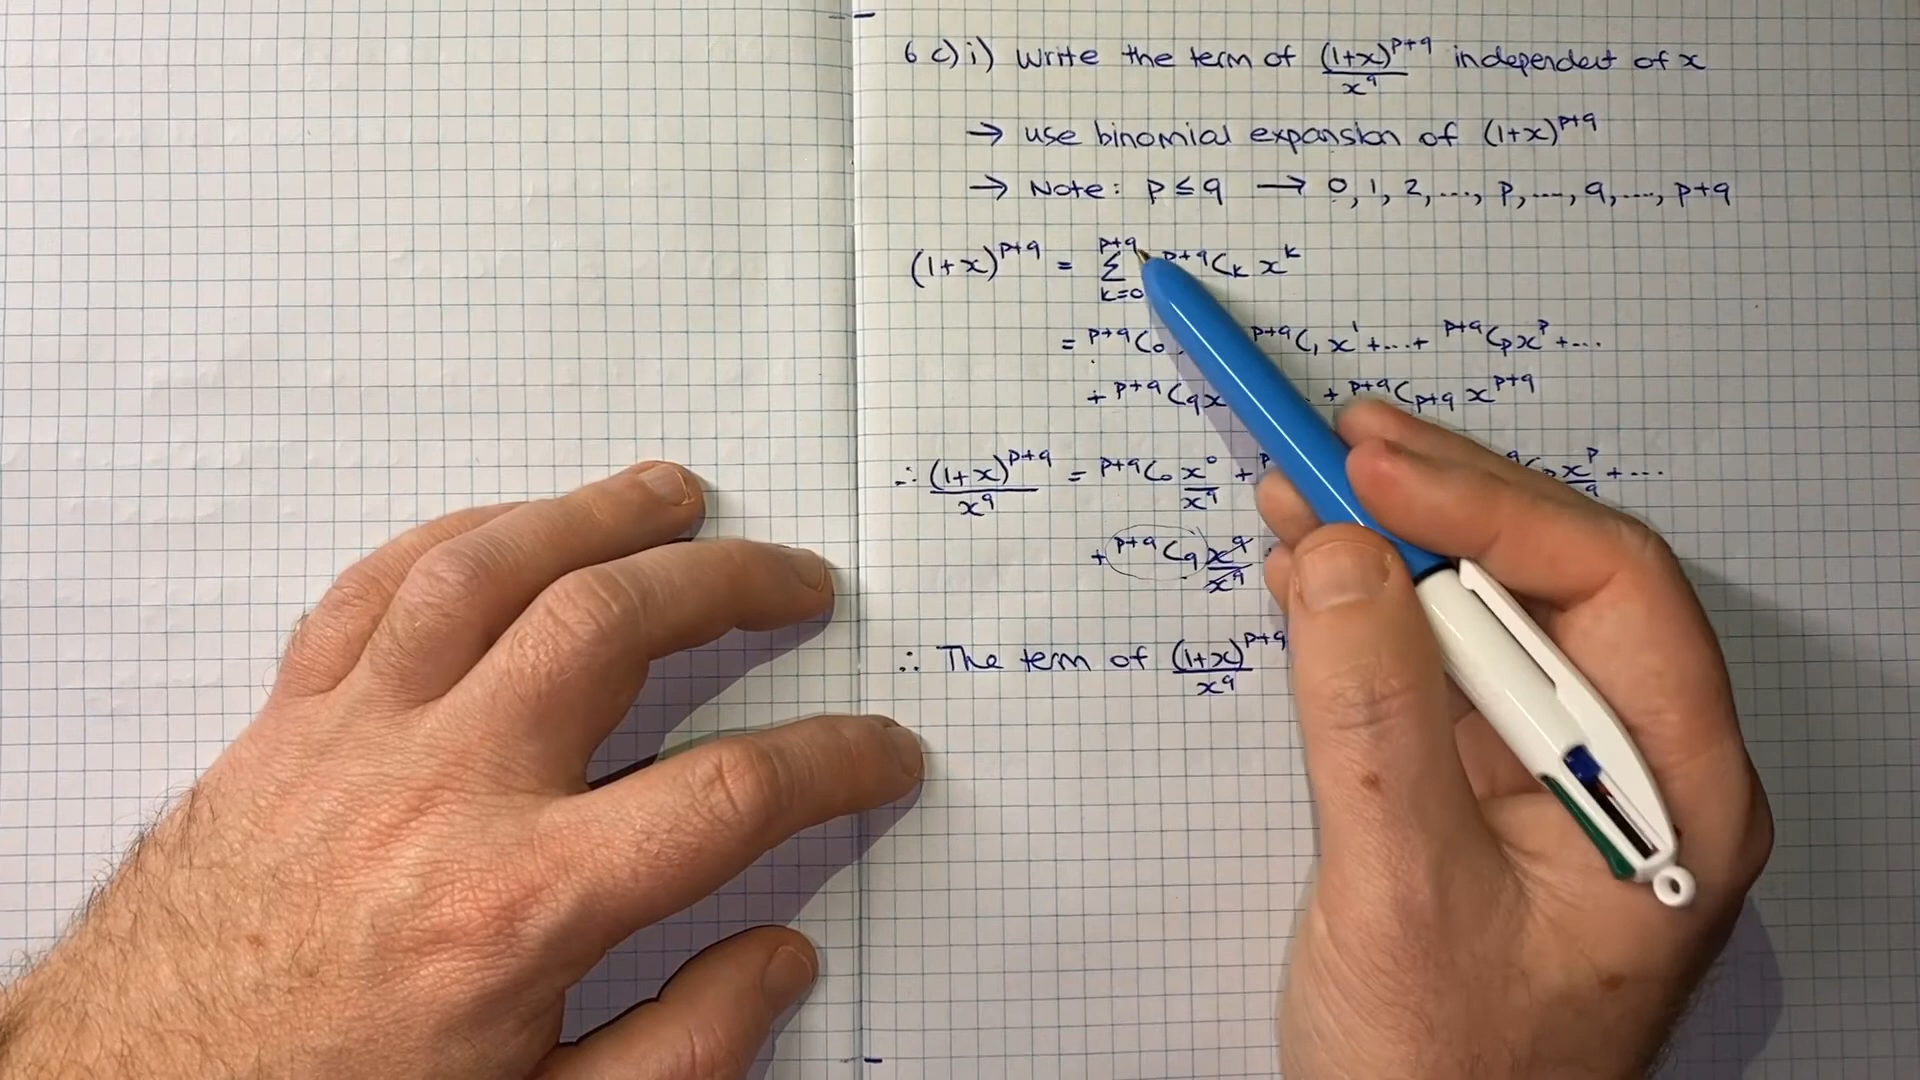 6 c) i) Write the term of (1+x)^(p+q)/x^q independent of x
→ use binomial expansion of (1+x)^(p+q)
→ Note: p ≤ q → 0, 1, 2, ...., p, ...., q, ...., p+q
(1+x)^(p+q) = Σ_(k=0)^(p+q) ^(p+q)C_k x^k
= ^(p+q)C_0 ^(p+q)C_1 x^1 + ... + ^(p+q)C_p x^p + ...
+ ^(p+q)C_q x . + ^(p+q)C_(p+q) x^(p+q)
∴ (1+x)^(p+q)/x^q = ^(p+q)C_0 x^0/x^q + ^p x^p/x^q + ...
+ ^(p+q)C_q x^q/x^q
∴ The term of (1+x)^(p+q)/x^q